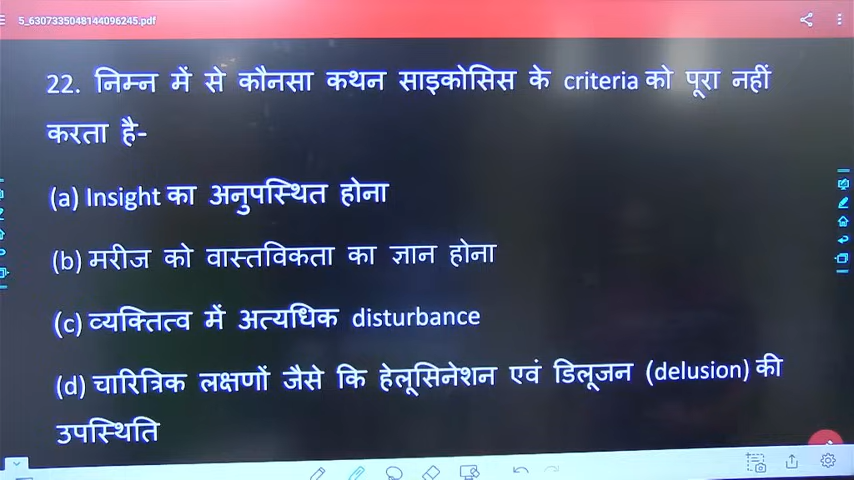 5_6307335048144096245.pdf
22. निम्न में से कौनसा कथन साइकोसिस के criteria को पूरा नहीं
करता है-
(a) Insight का अनुपस्थित होना
(b) मरीज को वास्तविकता का ज्ञान होना
(c) व्यक्तित्व में अत्यधिक disturbance
(d) चारित्रिक लक्षणों जैसे कि हेलूसिनेशन एवं डिलूजन (delusion) की
उपस्थिति